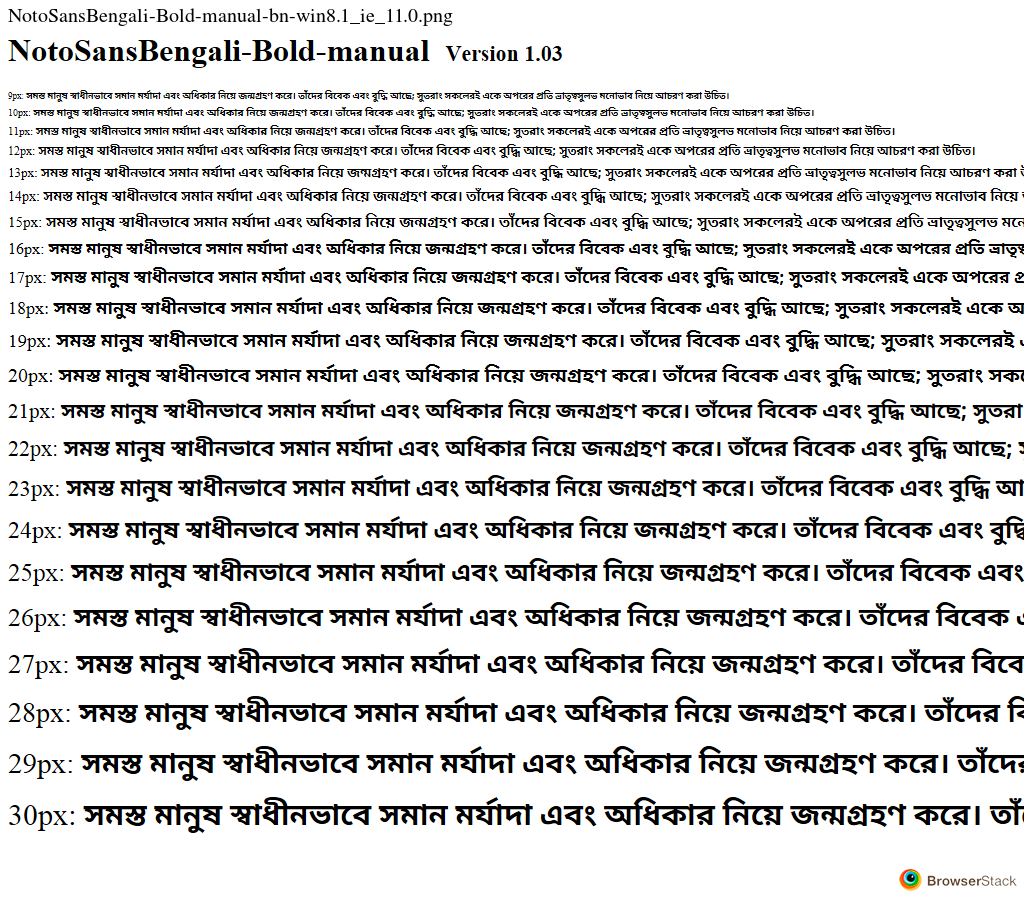 NotoSansBengali-Bold-manual-bn-win8.1_ie_11.0.png
NotoSansBengali-Bold-manual Version 1.03
9px: সমস্ত মানুষ স্বাধীনভাবে সমান মর্যাদা এবং অধিকার নিয়ে জন্মগ্রহণ করে। তাঁদের বিবেক এবং বুদ্ধি আছে; সুতরাং সকলেরই একে অপরের প্রতি ভ্রাতৃত্বসুলভ মনোভাব নিয়ে আচরণ করা উচিত।
10px: সমস্ত মানুষ স্বাধীনভাবে সমান মর্যাদা এবং অধিকার নিয়ে জন্মগ্রহণ করে। তাঁদের বিবেক এবং বুদ্ধি আছে; সুতরাং সকলেরই একে অপরের প্রতি ভ্রাতৃত্বসুলভ মনোভাব নিয়ে আচরণ করা উচিত।
11px: সমস্ত মানুষ স্বাধীনভাবে সমান মর্যাদা এবং অধিকার নিয়ে জন্মগ্রহণ করে। তাঁদের বিবেক এবং বুদ্ধি আছে; সুতরাং সকলেরই একে অপরের প্রতি ভ্রাতৃত্বসুলভ মনোভাব নিয়ে আচরণ করা উচিত।
12px: সমস্ত মানুষ স্বাধীনভাবে সমান মর্যাদা এবং অধিকার নিয়ে জন্মগ্রহণ করে। তাঁদের বিবেক এবং বুদ্ধি আছে; সুতরাং সকলেরই একে অপরের প্রতি ভ্রাতৃত্বসুলভ মনোভাব নিয়ে আচরণ করা উচিত।
13px: সমস্ত মানুষ স্বাধীনভাবে সমান মর্যাদা এবং অধিকার নিয়ে জন্মগ্রহণ করে। তাঁদের বিবেক এবং বুদ্ধি আছে; সুতরাং সকলেরই একে অপরের প্রতি ভ্রাতৃত্বসুলভ মনোভাব নিয়ে আচরণ করা
14px: সমস্ত মানুষ স্বাধীনভাবে সমান মর্যাদা এবং অধিকার নিয়ে জন্মগ্রহণ করে। তাঁদের বিবেক এবং বুদ্ধি আছে; সুতরাং সকলেরই একে অপরের প্রতি ভ্রাতৃত্বসুলভ মনোভাব নিয়ে
15px: সমস্ত মানুষ স্বাধীনভাবে সমান মর্যাদা এবং অধিকার নিয়ে জন্মগ্রহণ করে। তাঁদের বিবেক এবং বুদ্ধি আছে; সুতরাং সকলেরই একে অপরের প্রতি ভ্রাতৃত্বসুলভ
16px: সমস্ত মানুষ স্বাধীনভাবে সমান মর্যাদা এবং অধিকার নিয়ে জন্মগ্রহণ করে। তাঁদের বিবেক এবং বুদ্ধি আছে; সুতরাং সকলেরই একে অপরের প্রতি
17px: সমস্ত মানুষ স্বাধীনভাবে সমান মর্যাদা এবং অধিকার নিয়ে জন্মগ্রহণ করে। তাঁদের বিবেক এবং বুদ্ধি আছে; সুতরাং সকলেরই একে অপরের
18px: সমস্ত মানুষ স্বাধীনভাবে সমান মর্যাদা এবং অধিকার নিয়ে জন্মগ্রহণ করে। তাঁদের বিবেক এবং বুদ্ধি আছে; সুতরাং সকলেরই একে
19px: সমস্ত মানুষ স্বাধীনভাবে সমান মর্যাদা এবং অধিকার নিয়ে জন্মগ্রহণ করে। তাঁদের বিবেক এবং বুদ্ধি আছে; সুতরাং সকলেরই
20px: সমস্ত মানুষ স্বাধীনভাবে সমান মর্যাদা এবং অধিকার নিয়ে জন্মগ্রহণ করে। তাঁদের বিবেক এবং বুদ্ধি আছে; সুতরাং
21px: সমস্ত মানুষ স্বাধীনভাবে সমান মর্যাদা এবং অধিকার নিয়ে জন্মগ্রহণ করে। তাঁদের বিবেক এবং বুদ্ধি আছে; সুতরা
22px: সমস্ত মানুষ স্বাধীনভাবে সমান মর্যাদা এবং অধিকার নিয়ে জন্মগ্রহণ করে। তাঁদের বিবেক এবং বুদ্ধি আছে;
23px: সমস্ত মানুষ স্বাধীনভাবে সমান মর্যাদা এবং অধিকার নিয়ে জন্মগ্রহণ করে। তাঁদের বিবেক এবং বুদ্ধি আ
24px: সমস্ত মানুষ স্বাধীনভাবে সমান মর্যাদা এবং অধিকার নিয়ে জন্মগ্রহণ করে। তাঁদের বিবেক এবং
25px: সমস্ত মানুষ স্বাধীনভাবে সমান মর্যাদা এবং অধিকার নিয়ে জন্মগ্রহণ করে। তাঁদের বিবেক এবং
26px: সমস্ত মানুষ স্বাধীনভাবে সমান মর্যাদা এবং অধিকার নিয়ে জন্মগ্রহণ করে। তাঁদের বিবেক
27px: সমস্ত মানুষ স্বাধীনভাবে সমান মর্যাদা এবং অধিকার নিয়ে জন্মগ্রহণ করে। তাঁদের বিবে
28px: সমস্ত মানুষ স্বাধীনভাবে সমান মর্যাদা এবং অধিকার নিয়ে জন্মগ্রহণ করে। তাঁদের
29px: সমস্ত মানুষ স্বাধীনভাবে সমান মর্যাদা এবং অধিকার নিয়ে জন্মগ্রহণ করে। তাঁদের
30px: সমস্ত মানুষ স্বাধীনভাবে সমান মর্যাদা এবং অধিকার নিয়ে জন্মগ্রহণ করে। তাঁ
BrowserStack